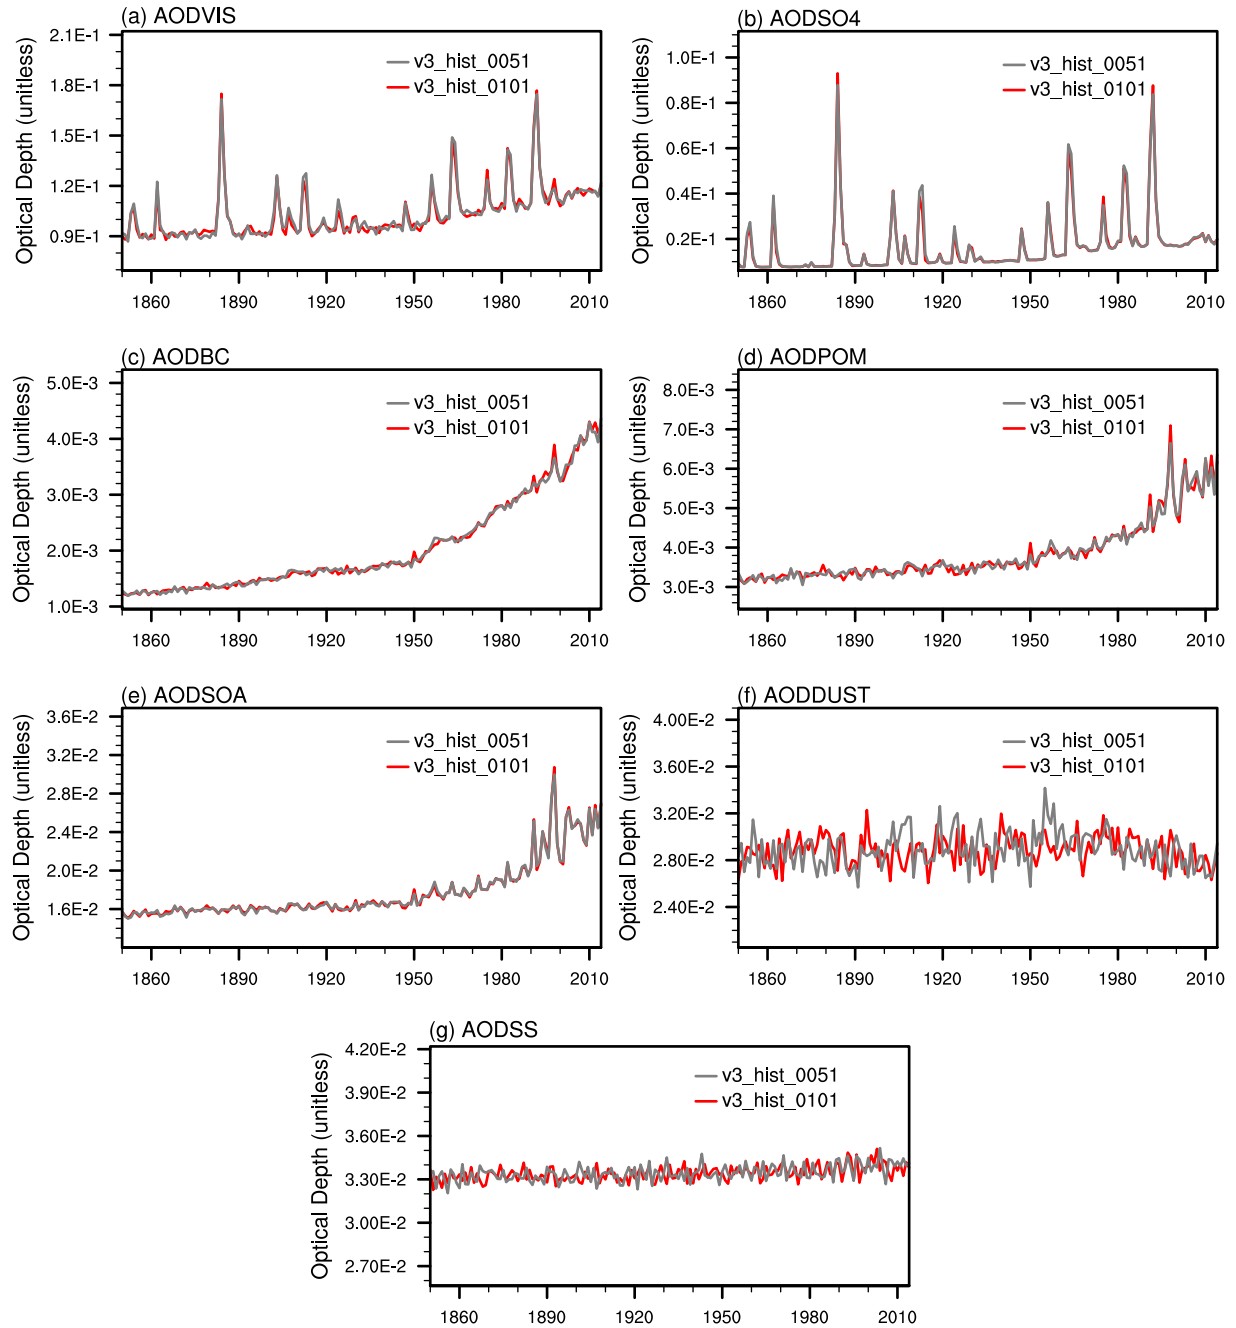 (a) AODVIS
Optical Depth (unitless)
2.1E-1
1.8E-1
1.5E-1
1.2E-1
0.9E-1
v3_hist_0051
v3_hist_0101
1860 1890 1920 1950 1980 2010
(b) AODSO4
Optical Depth (unitless)
1.0E-1
0.8E-1
0.6E-1
0.4E-1
0.2E-1
v3_hist_0051
v3_hist_0101
1860 1890 1920 1950 1980 2010
(c) AODBC
Optical Depth (unitless)
5.0E-3
4.0E-3
3.0E-3
2.0E-3
1.0E-3
v3_hist_0051
v3_hist_0101
1860 1890 1920 1950 1980 2010
(d) AODPOM
Optical Depth (unitless)
8.0E-3
7.0E-3
6.0E-3
5.0E-3
4.0E-3
3.0E-3
v3_hist_0051
v3_hist_0101
1860 1890 1920 1950 1980 2010
(e) AODSOA
Optical Depth (unitless)
3.6E-2
3.2E-2
2.8E-2
2.4E-2
2.0E-2
1.6E-2
v3_hist_0051
v3_hist_0101
1860 1890 1920 1950 1980 2010
(f) AODDUST
Optical Depth (unitless)
4.00E-2
3.60E-2
3.20E-2
2.80E-2
2.40E-2
v3_hist_0051
v3_hist_0101
1860 1890 1920 1950 1980 2010
(g) AODSS
Optical Depth (unitless)
4.20E-2
3.90E-2
3.60E-2
3.30E-2
3.00E-2
2.70E-2
v3_hist_0051
v3_hist_0101
1860 1890 1920 1950 1980 2010